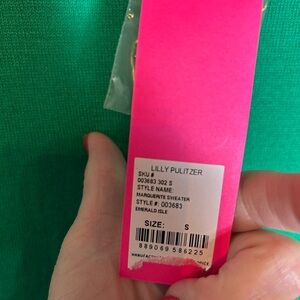 LILLY PULITZER
SKU #
003683 302 S
STYLE NAME:
MARGUERITE SWEATER
STYLE #: 003683
EMERALD ISLE
SIZE: S
889069 586225